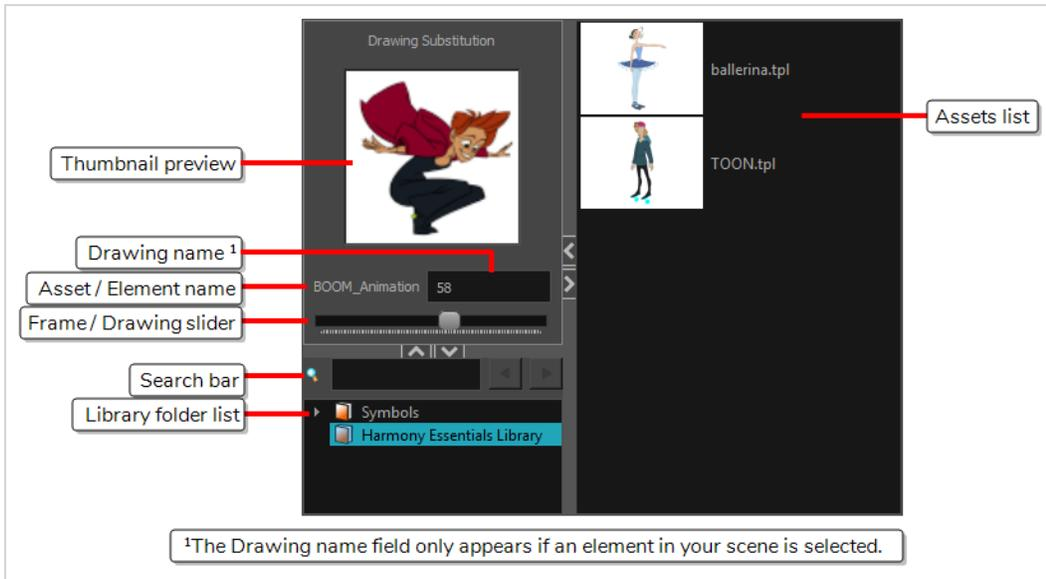 Drawing Substitution
ballerina.tpl
Assets list
Thumbnail preview
TOON.tpl
Drawing name ¹
Asset / Element name
BOOM_Animation
58
Frame / Drawing slider
Search bar
Library folder list
Symbols
Harmony Essentials Library
¹The Drawing name field only appears if an element in your scene is selected.